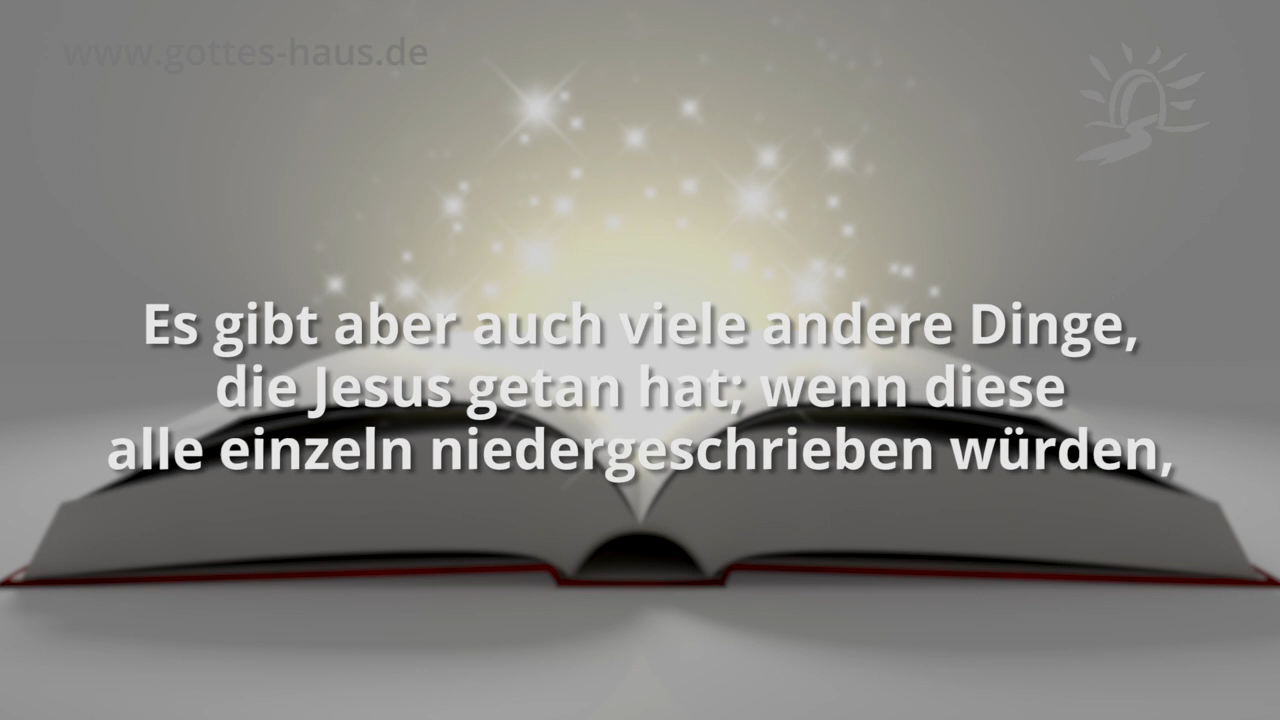 www.gottes-haus.de
Es gibt aber auch viele andere Dinge,
die Jesus getan hat; wenn diese
alle einzeln niedergeschrieben würden,